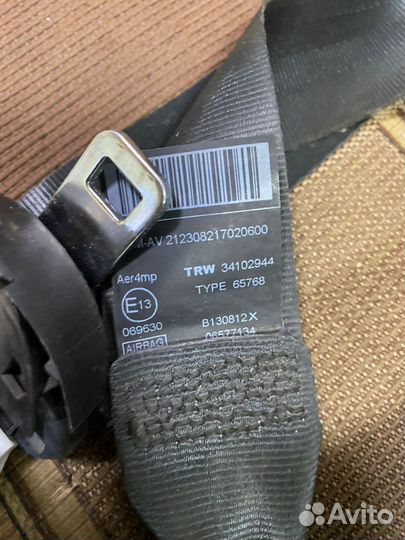 M-AV 212308217020600
Aer4mp
TRW 34102944
TYPE 65768
E13
069630
B130812X
AIRBAG
06577134
Avito